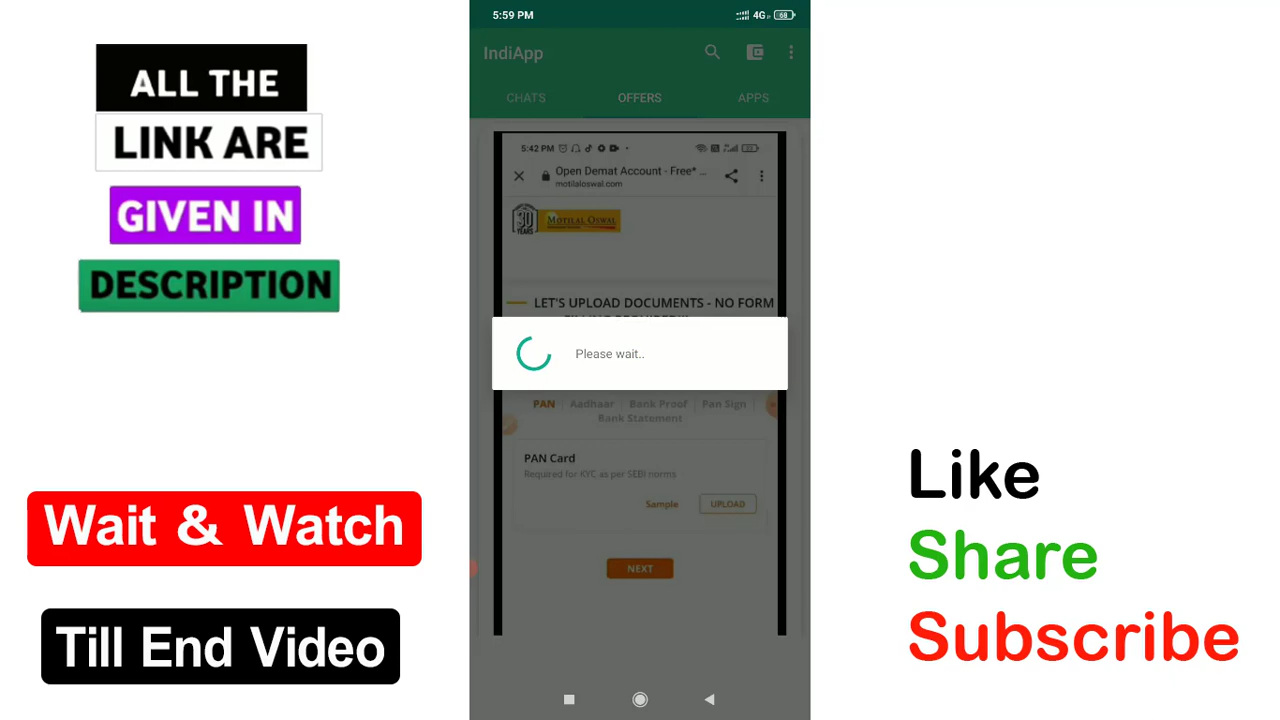 ALL THE
LINK ARE
GIVEN IN
DESCRIPTION
Wait & Watch
Till End Video
5:59 PM
4G
68
IndiApp
CHATS OFFERS APPS
5:42 PM
Open Demat Account - Free* ...
motilaloswal.com
30
YEARS
MOTILAL OSWAL
LET'S UPLOAD DOCUMENTS - NO FORM
Please wait..
PAN Aadhaar Bank Proof Pan Sign
Bank Statement
PAN Card
Required for KYC as per SEBI norms
Sample UPLOAD
NEXT
Like
Share
Subscribe